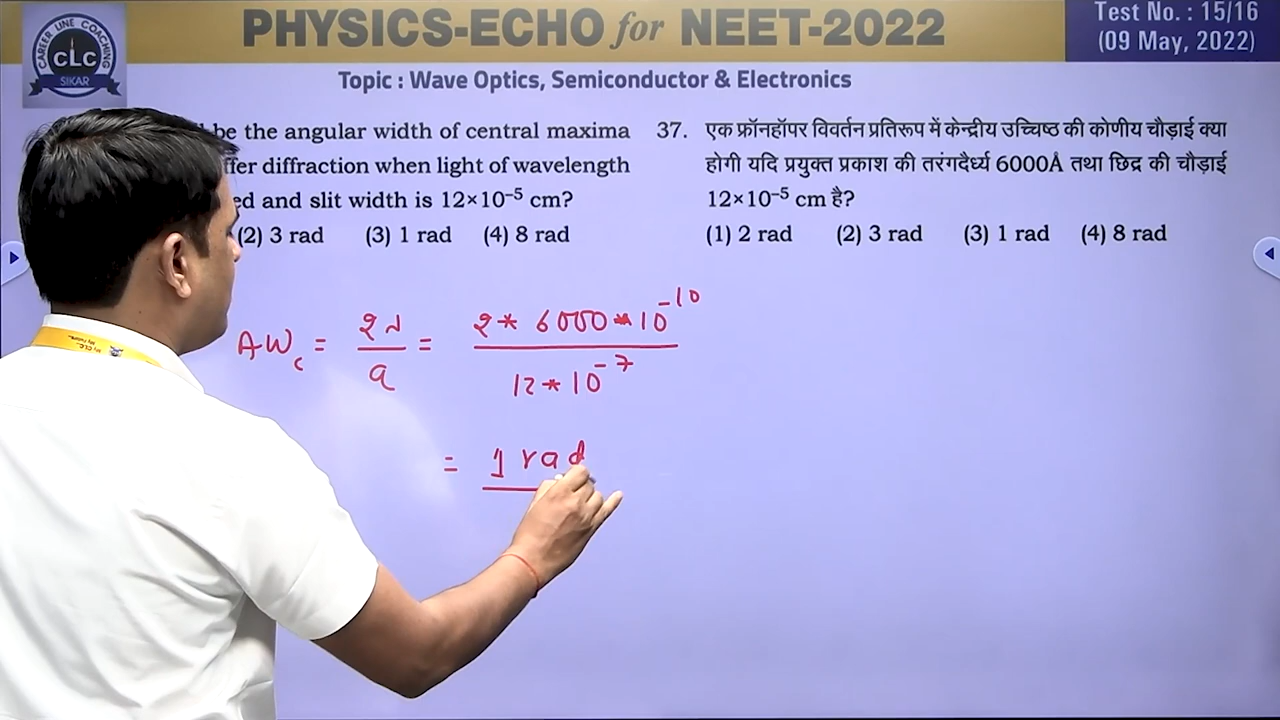 PHYSICS-ECHO for NEET-2022
Test No. : 15/16
(09 May, 2022)
CAREER LINE COACHING
CLC
SIKAR
Topic : Wave Optics, Semiconductor & Electronics
be the angular width of central maxima
diffraction when light of wavelength
and slit width is 12×10⁻⁵ cm?
(2) 3 rad (3) 1 rad (4) 8 rad
37. एक फ्रॉनहॉपर विवर्तन प्रतिरूप में केन्द्रीय उच्चिष्ठ की कोणीय चौड़ाई क्या
होगी यदि प्रयुक्त प्रकाश की तरंगदैर्ध्य 6000Å तथा छिद्र की चौड़ाई
12×10⁻⁵ cm है?
(1) 2 rad (2) 3 rad (3) 1 rad (4) 8 rad
AWc = 2λ/a = 2*6000*10⁻¹⁰/12*10⁻⁷
= 1 rad